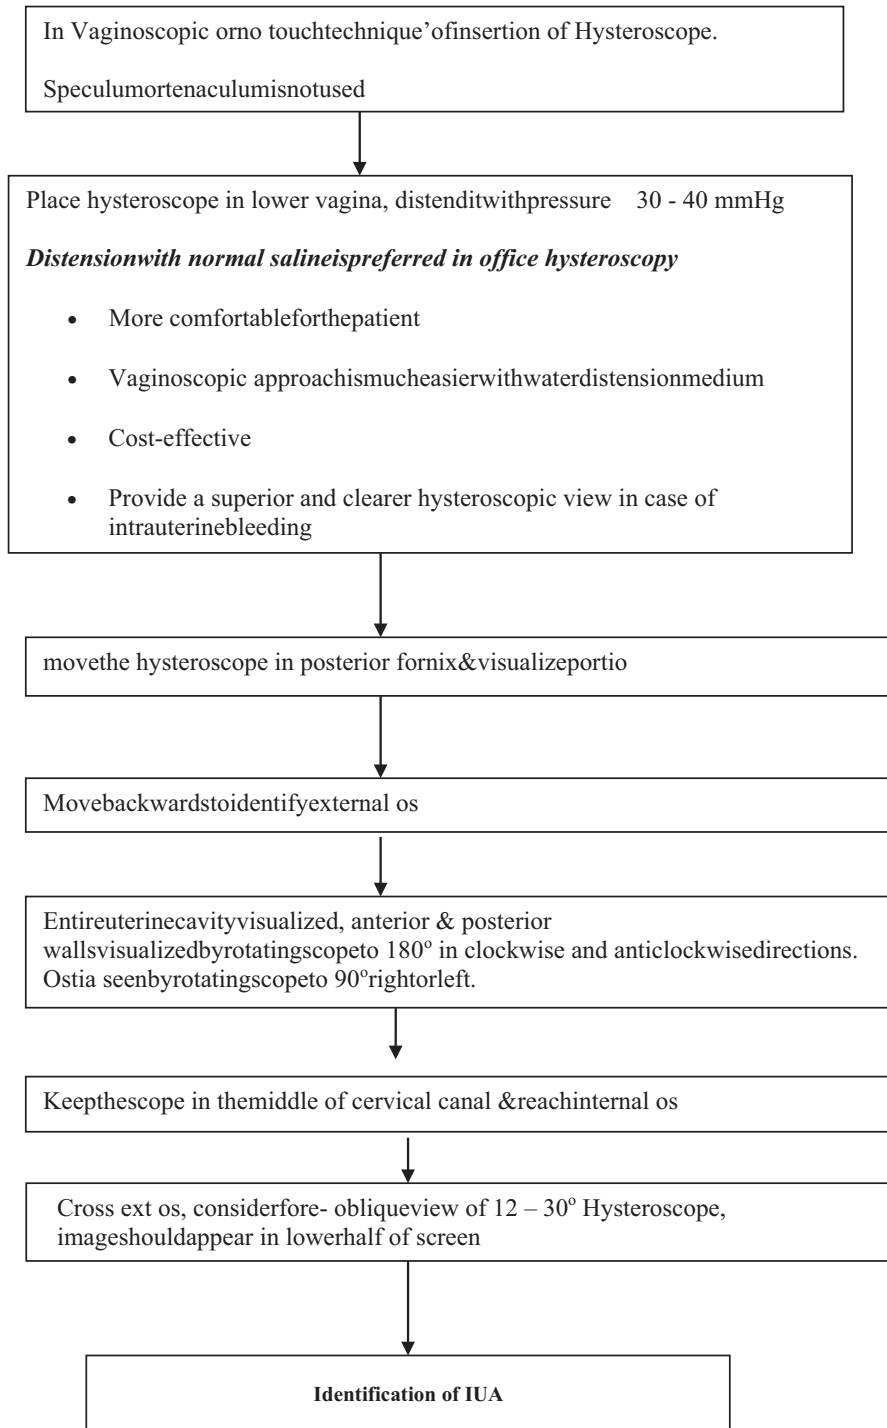 In Vaginoscopic orno touchtechnique’ofinsertion of Hysteroscope.
Speculumortenaculumisnotused
Place hysteroscope in lower vagina, distenditwithpressure 30 - 40 mmHg
Distensionwith normal salineispreferred in office hysteroscopy
• More comfortableforthepatient
• Vaginoscopic approachismucheasierwithwaterdistensionmedium
• Cost-effective
• Provide a superior and clearer hysteroscopic view in case of
intrauterinebleeding
movethe hysteroscope in posterior fornix&visualizeportio
Movebackwardstoidentifyexternal os
Entireuterinecavityvisualized, anterior & posterior
wallsvisualizedbyrotatingscopeto 180° in clockwise and anticlockwisedirections.
Ostia seenbyrotatingscopeto 90°rightorleft.
Keepthescope in themiddle of cervical canal &reachinternal os
Cross ext os, considerfore- obliqueview of 12 – 30° Hysteroscope,
imageshouldappear in lowerhalf of screen
Identification of IUA